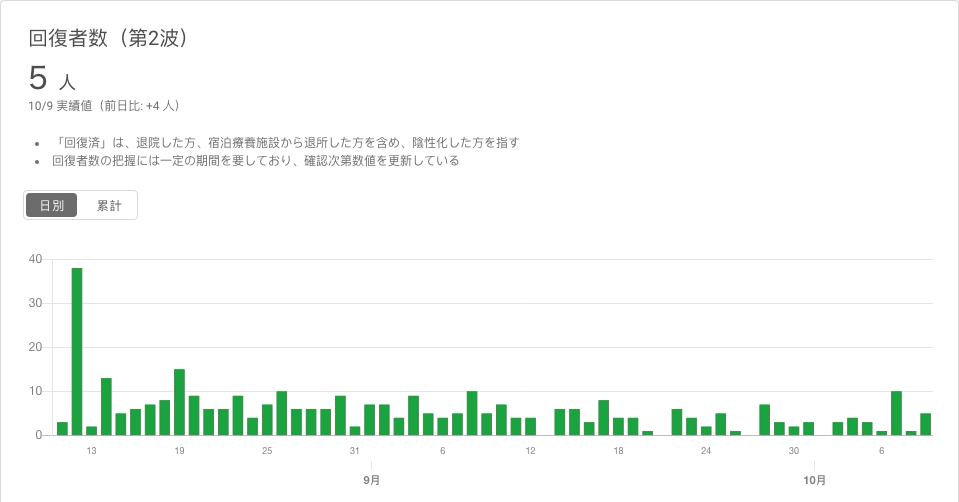 回復者数（第2波）
5 人
10/9 実績値（前日比: +4 人）
• 「回復済」は、退院した方、宿泊療養施設から退所した方を含め、陰性化した方を指す
• 回復者数の把握には一定の期間を要しており、確認次第数値を更新している
日別 累計
40
30
20
10
0
13 19 25 31 6 12 18 24 30 6
9月 10月